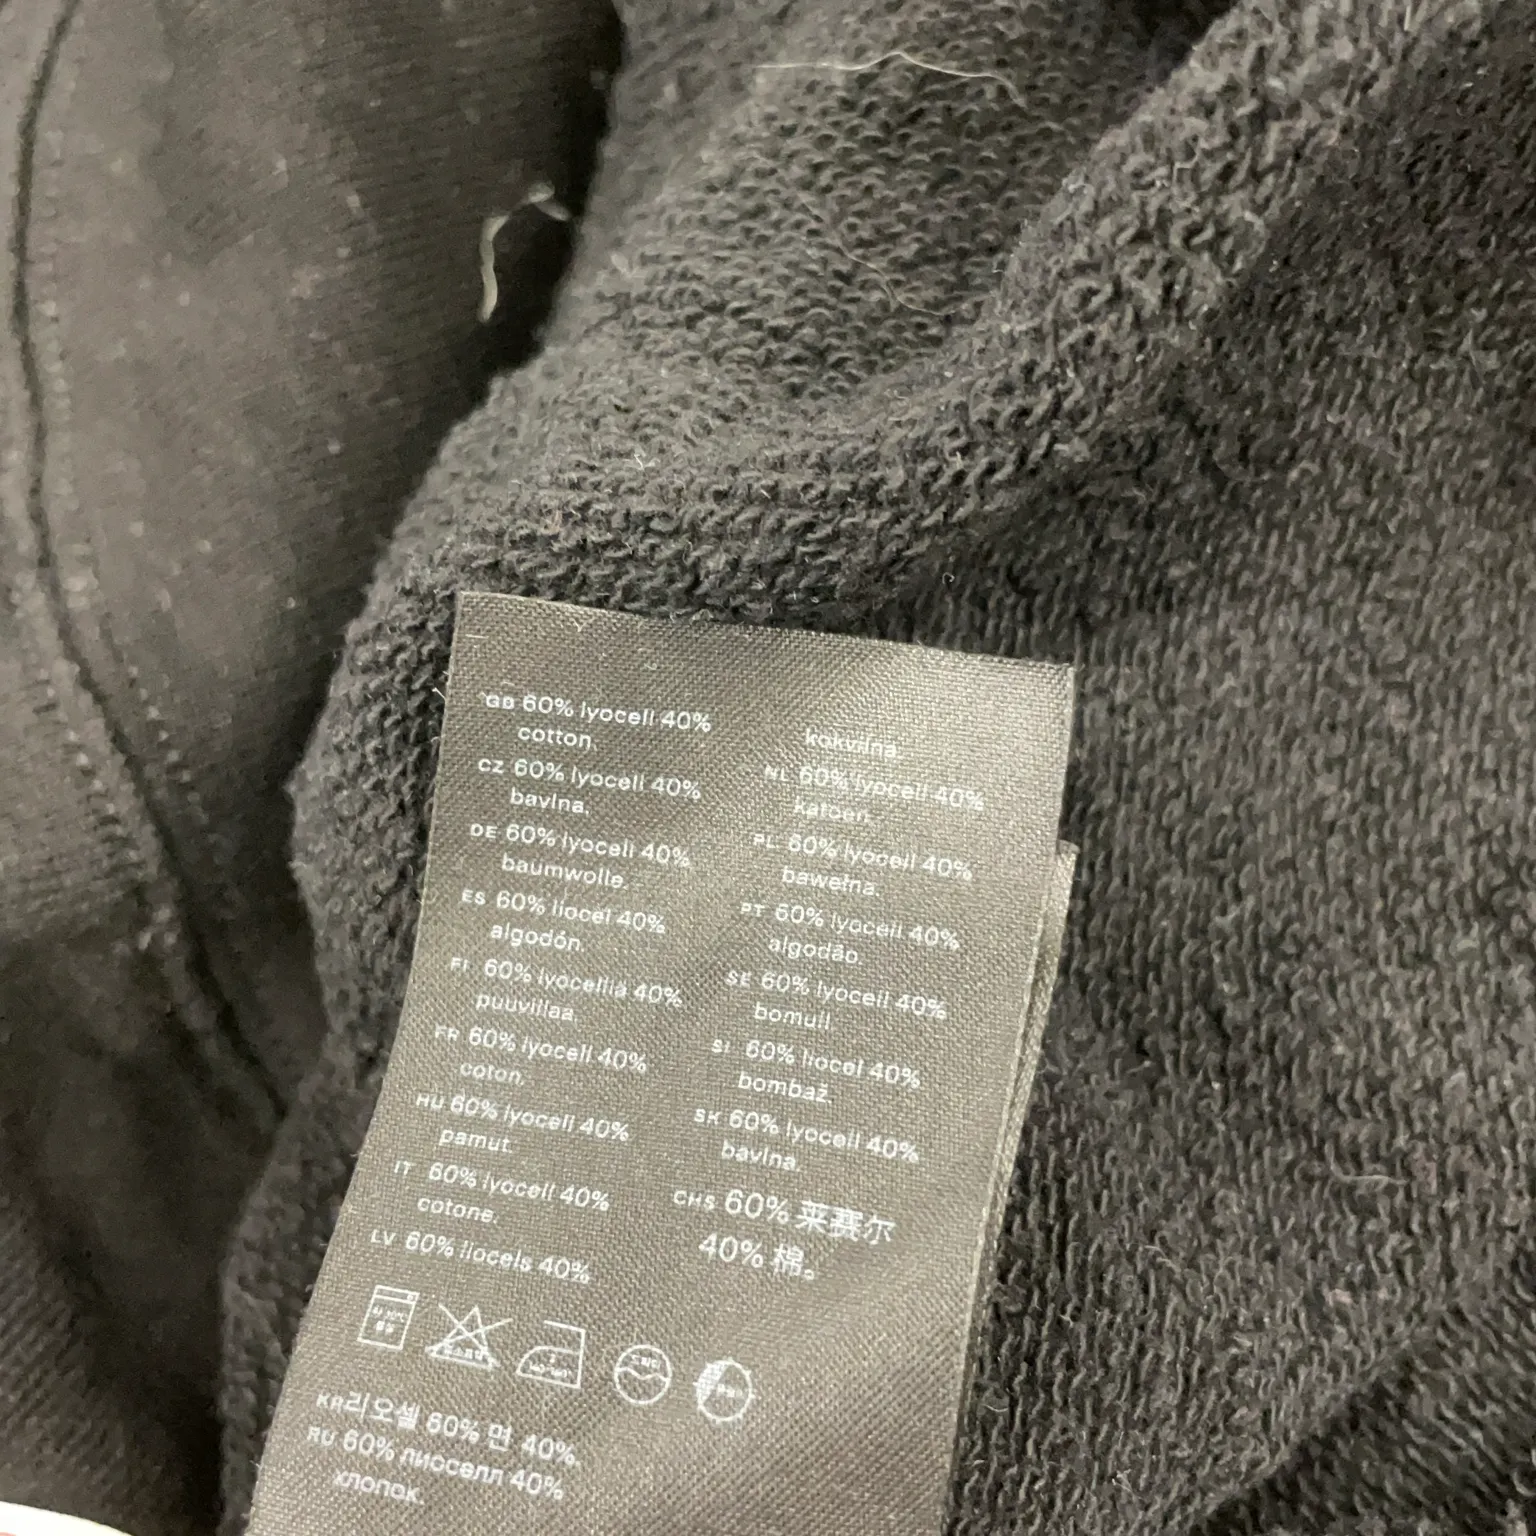 GB 60% lyocell 40%
cotton.
CZ 60% lyocell 40%
bavlna.
DE 60% lyocell 40%
baumwolle.
ES 60% liocel 40%
algodón.
FI 60% lyocellia 40%
puuvillaa.
FR 60% lyocell 40%
coton.
HU 60% lyocell 40%
pamut.
IT 60% lyocell 40%
cotone.
LV 60% liocels 40%
kokvilna.
NL 60% lyocell 40%
katoen.
PL 60% lyocell 40%
bawełna.
PT 60% lyocell 40%
algodão.
SE 60% lyocell 40%
bomull.
SI 60% liocel 40%
bombaž.
SK 60% lyocell 40%
bavlna.
CHS 60% 莱赛尔
40% 棉。
KR리오셀 60% 면 40%.
RU 60% лиоселл 40%
хлопок.